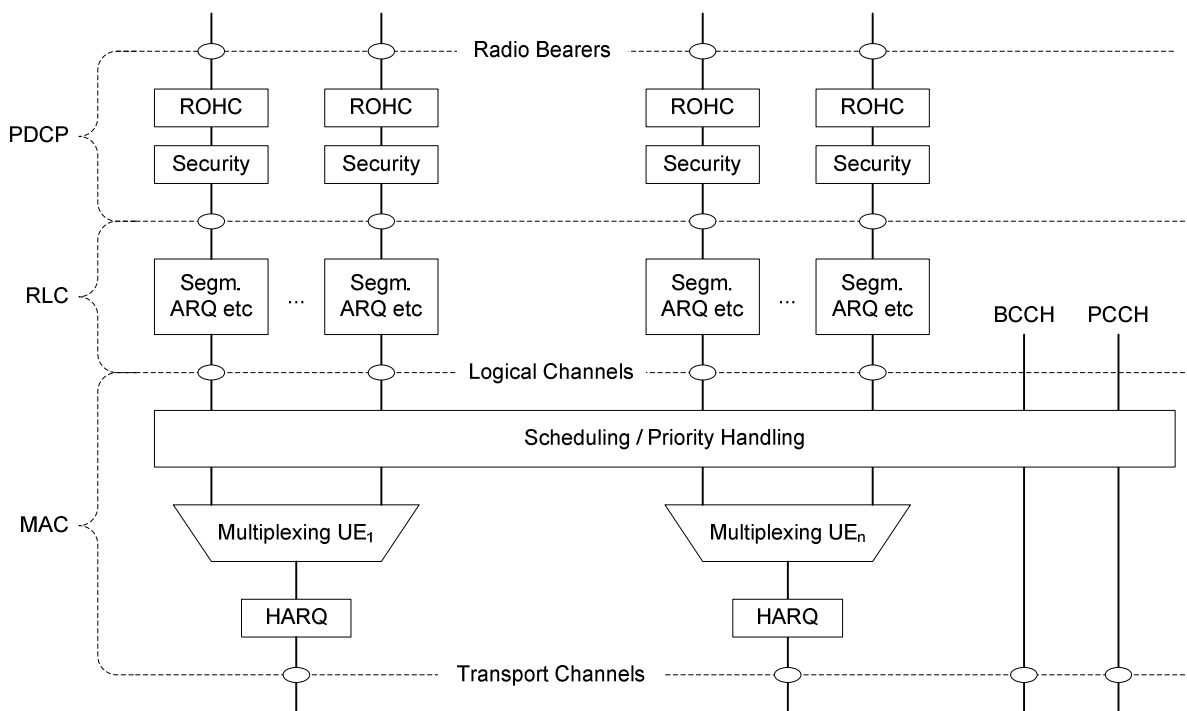 Radio Bearers
ROHC ROHC ROHC ROHC
PDCP
Security Security Security Security
Segm. Segm. Segm. Segm.
RLC
ARQ etc ... ARQ etc ARQ etc ... ARQ etc
BCCH PCCH
Logical Channels
Scheduling / Priority Handling
MAC
Multiplexing UE₁ Multiplexing UEₙ
HARQ HARQ
Transport Channels